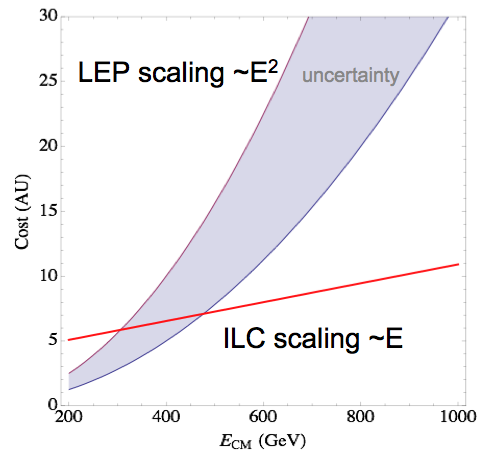 30
25
20
15
10
5
0
Cost (AU)
LEP scaling ~E²
uncertainty
ILC scaling ~E
200 400 600 800 1000
E_CM (GeV)